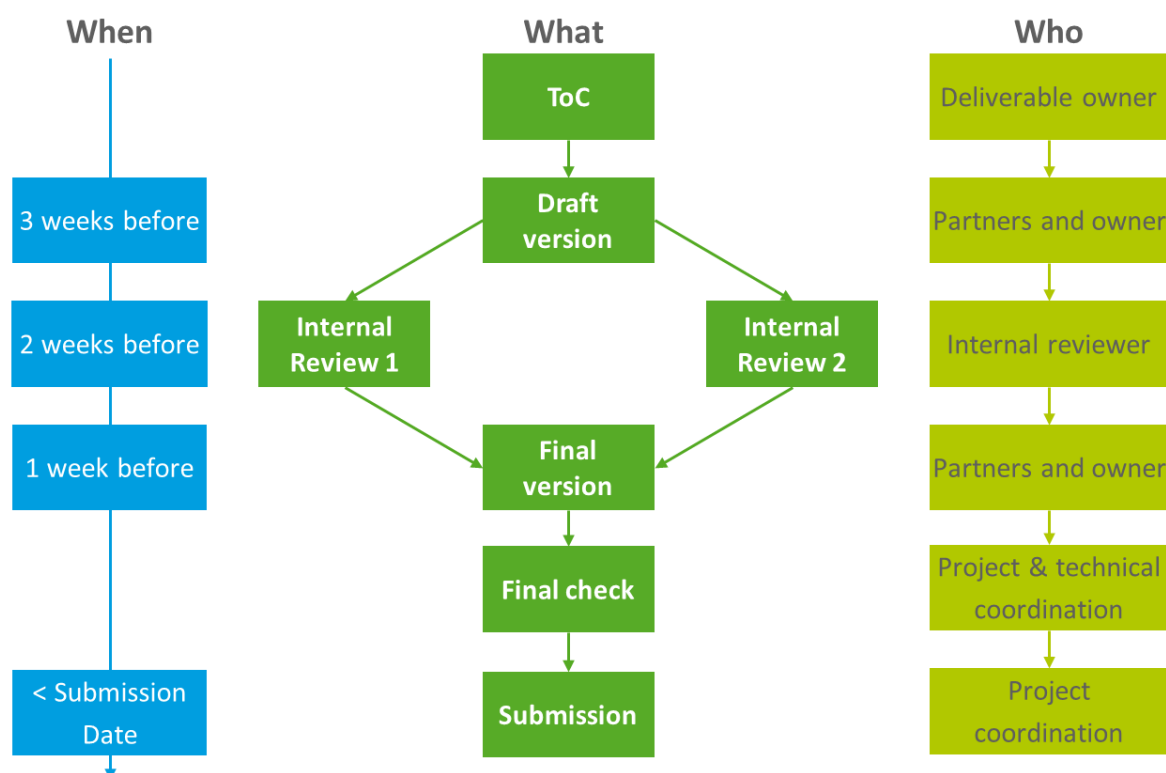 When
What
Who
ToC
Deliverable owner
3 weeks before
Draft
version
Partners and owner
2 weeks before
Internal
Review 1
Internal
Review 2
Internal reviewer
1 week before
Final
version
Partners and owner
Final check
Project & technical
coordination
< Submission
Date
Submission
Project
coordination